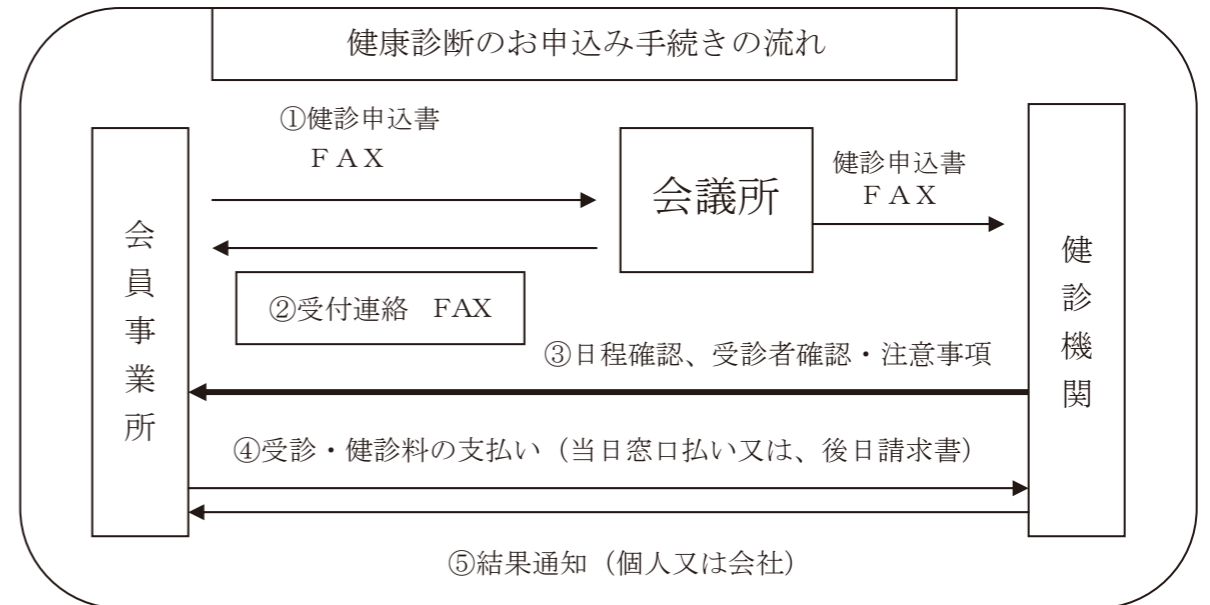 健康診断のお申込み手続きの流れ
①健診申込書
ＦＡＸ
会議所
健診申込書
ＦＡＸ
会員事業所
健診機関
②受付連絡　FAX
③日程確認、受診者確認・注意事項
④受診・健診料の支払い（当日窓口払い又は、後日請求書）
⑤結果通知（個人又は会社）